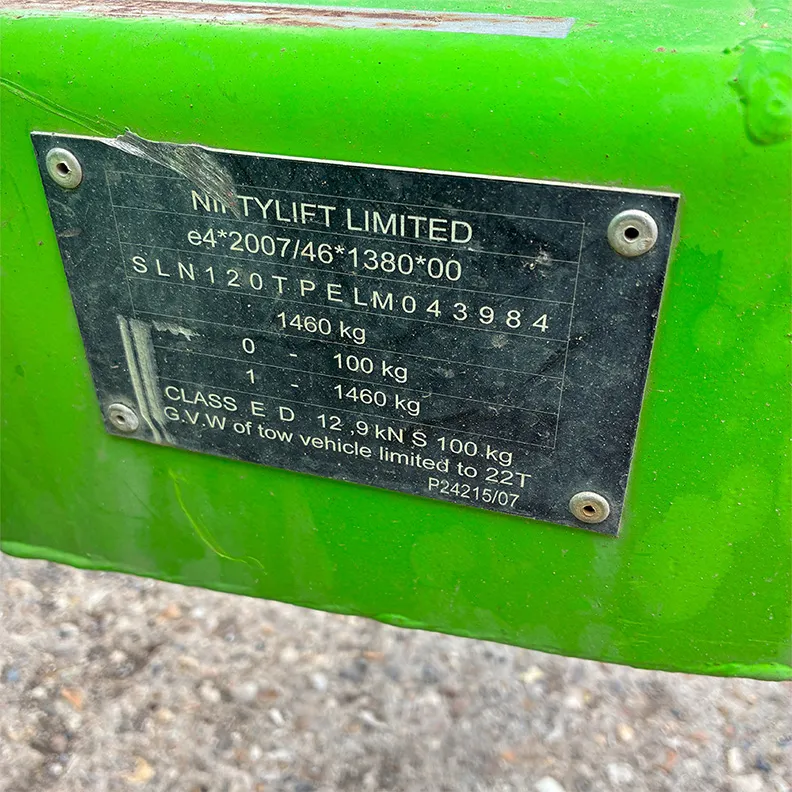 NIFTYLIFT LIMITED
e4*2007/46*1380*00
SLN120TPELM043984
1460 kg
0 - 100 kg
1 - 1460 kg
CLASS E D 12 ,9 kN S 100 kg
G.V.W of tow vehicle limited to 22T
P24215/07